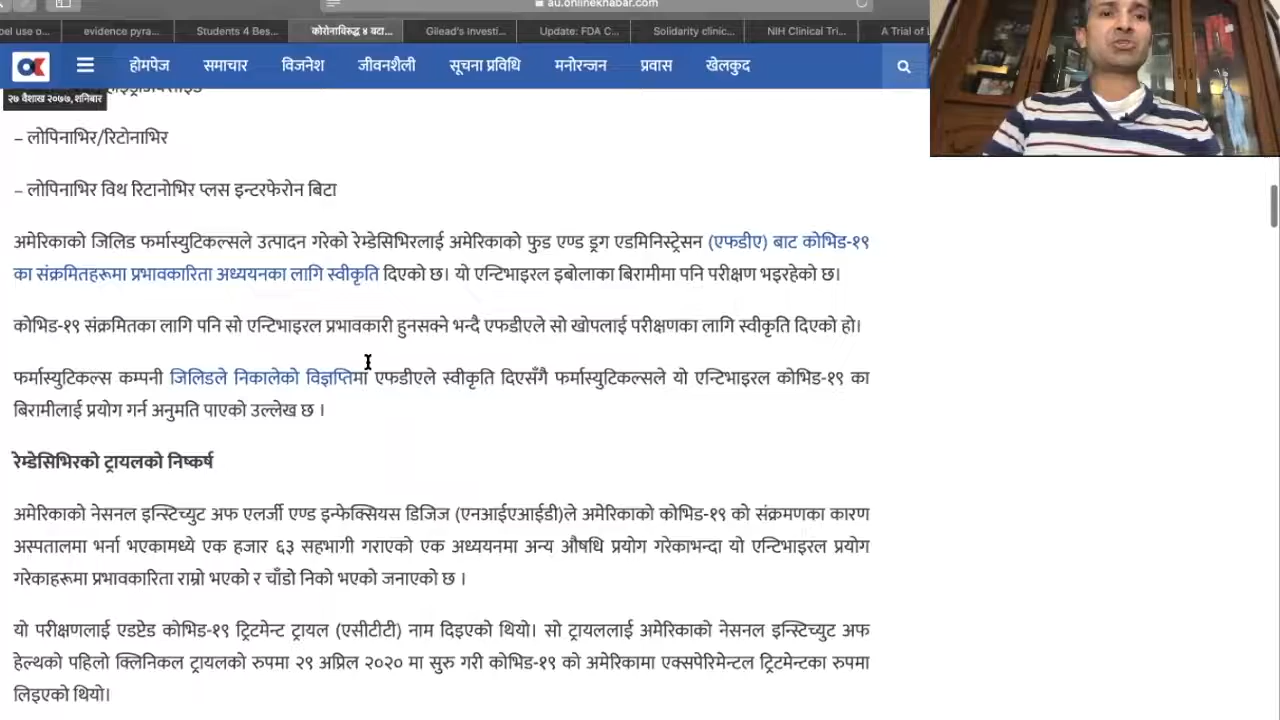 au.onlinekhabar.com
pel use o...
evidence pyra...
Students 4 Bes...
कोरोनाविरुद्ध ४ वटा...
Gilead's Investi...
Update: FDA C...
Solidarity clinic...
NIH Clinical Tri...
A Trial of L
होमपेज समाचार विजनेश जीवनशैली सूचना प्रविधि मनोरन्जन प्रवास खेलकुद
२७ वैशाख २०७७, शनिबार
– लोपिनाभिर/रिटोनाभिर
– लोपिनाभिर विथ रिटानोभिर प्लस इन्टरफेरोन बिटा
अमेरिकाको जिलिड फर्मास्युटिकल्सले उत्पादन गरेको रेम्डेसिभिरलाई अमेरिकाको फुड एण्ड ड्रग एडमिनिस्ट्रेसन (एफडीए) बाट कोभिड-१९
का संक्रमितहरूमा प्रभावकारिता अध्ययनका लागि स्वीकृति दिएको छ। यो एन्टिभाइरल इबोलाका बिरामीमा पनि परीक्षण भइरहेको छ।
कोभिड-१९ संक्रमितका लागि पनि सो एन्टिभाइरल प्रभावकारी हुनसक्ने भन्दै एफडीएले सो खोपलाई परीक्षणका लागि स्वीकृति दिएको हो।
फर्मास्युटिकल्स कम्पनी जिलिडले निकालेको विज्ञप्तिमा एफडीएले स्वीकृति दिएसँगै फर्मास्युटिकल्सले यो एन्टिभाइरल कोभिड-१९ का
बिरामीलाई प्रयोग गर्न अनुमति पाएको उल्लेख छ ।
रेम्डेसिभिरको ट्रायलको निष्कर्ष
अमेरिकाको नेसनल इन्स्टिच्युट अफ एलर्जी एण्ड इन्फेक्सियस डिजिज (एनआईएआईडी)ले अमेरिकाको कोभिड-१९ को संक्रमणका कारण
अस्पतालमा भर्ना भएकामध्ये एक हजार ६३ सहभागी गराएको एक अध्ययनमा अन्य औषधि प्रयोग गरेकाभन्दा यो एन्टिभाइरल प्रयोग
गरेकाहरूमा प्रभावकारिता राम्रो भएको र चाँडो निको भएको जनाएको छ ।
यो परीक्षणलाई एडप्टेड कोभिड-१९ ट्रिटमेन्ट ट्रायल (एसीटीटी) नाम दिइएको थियो। सो ट्रायललाई अमेरिकाको नेसनल इन्स्टिच्युट अफ
हेल्थको पहिलो क्लिनिकल ट्रायलको रुपमा २९ अप्रिल २०२० मा सुरु गरी कोभिड-१९ को अमेरिकामा एक्सपेरिमेन्टल ट्रिटमेन्टका रुपमा
लिइएको थियो।